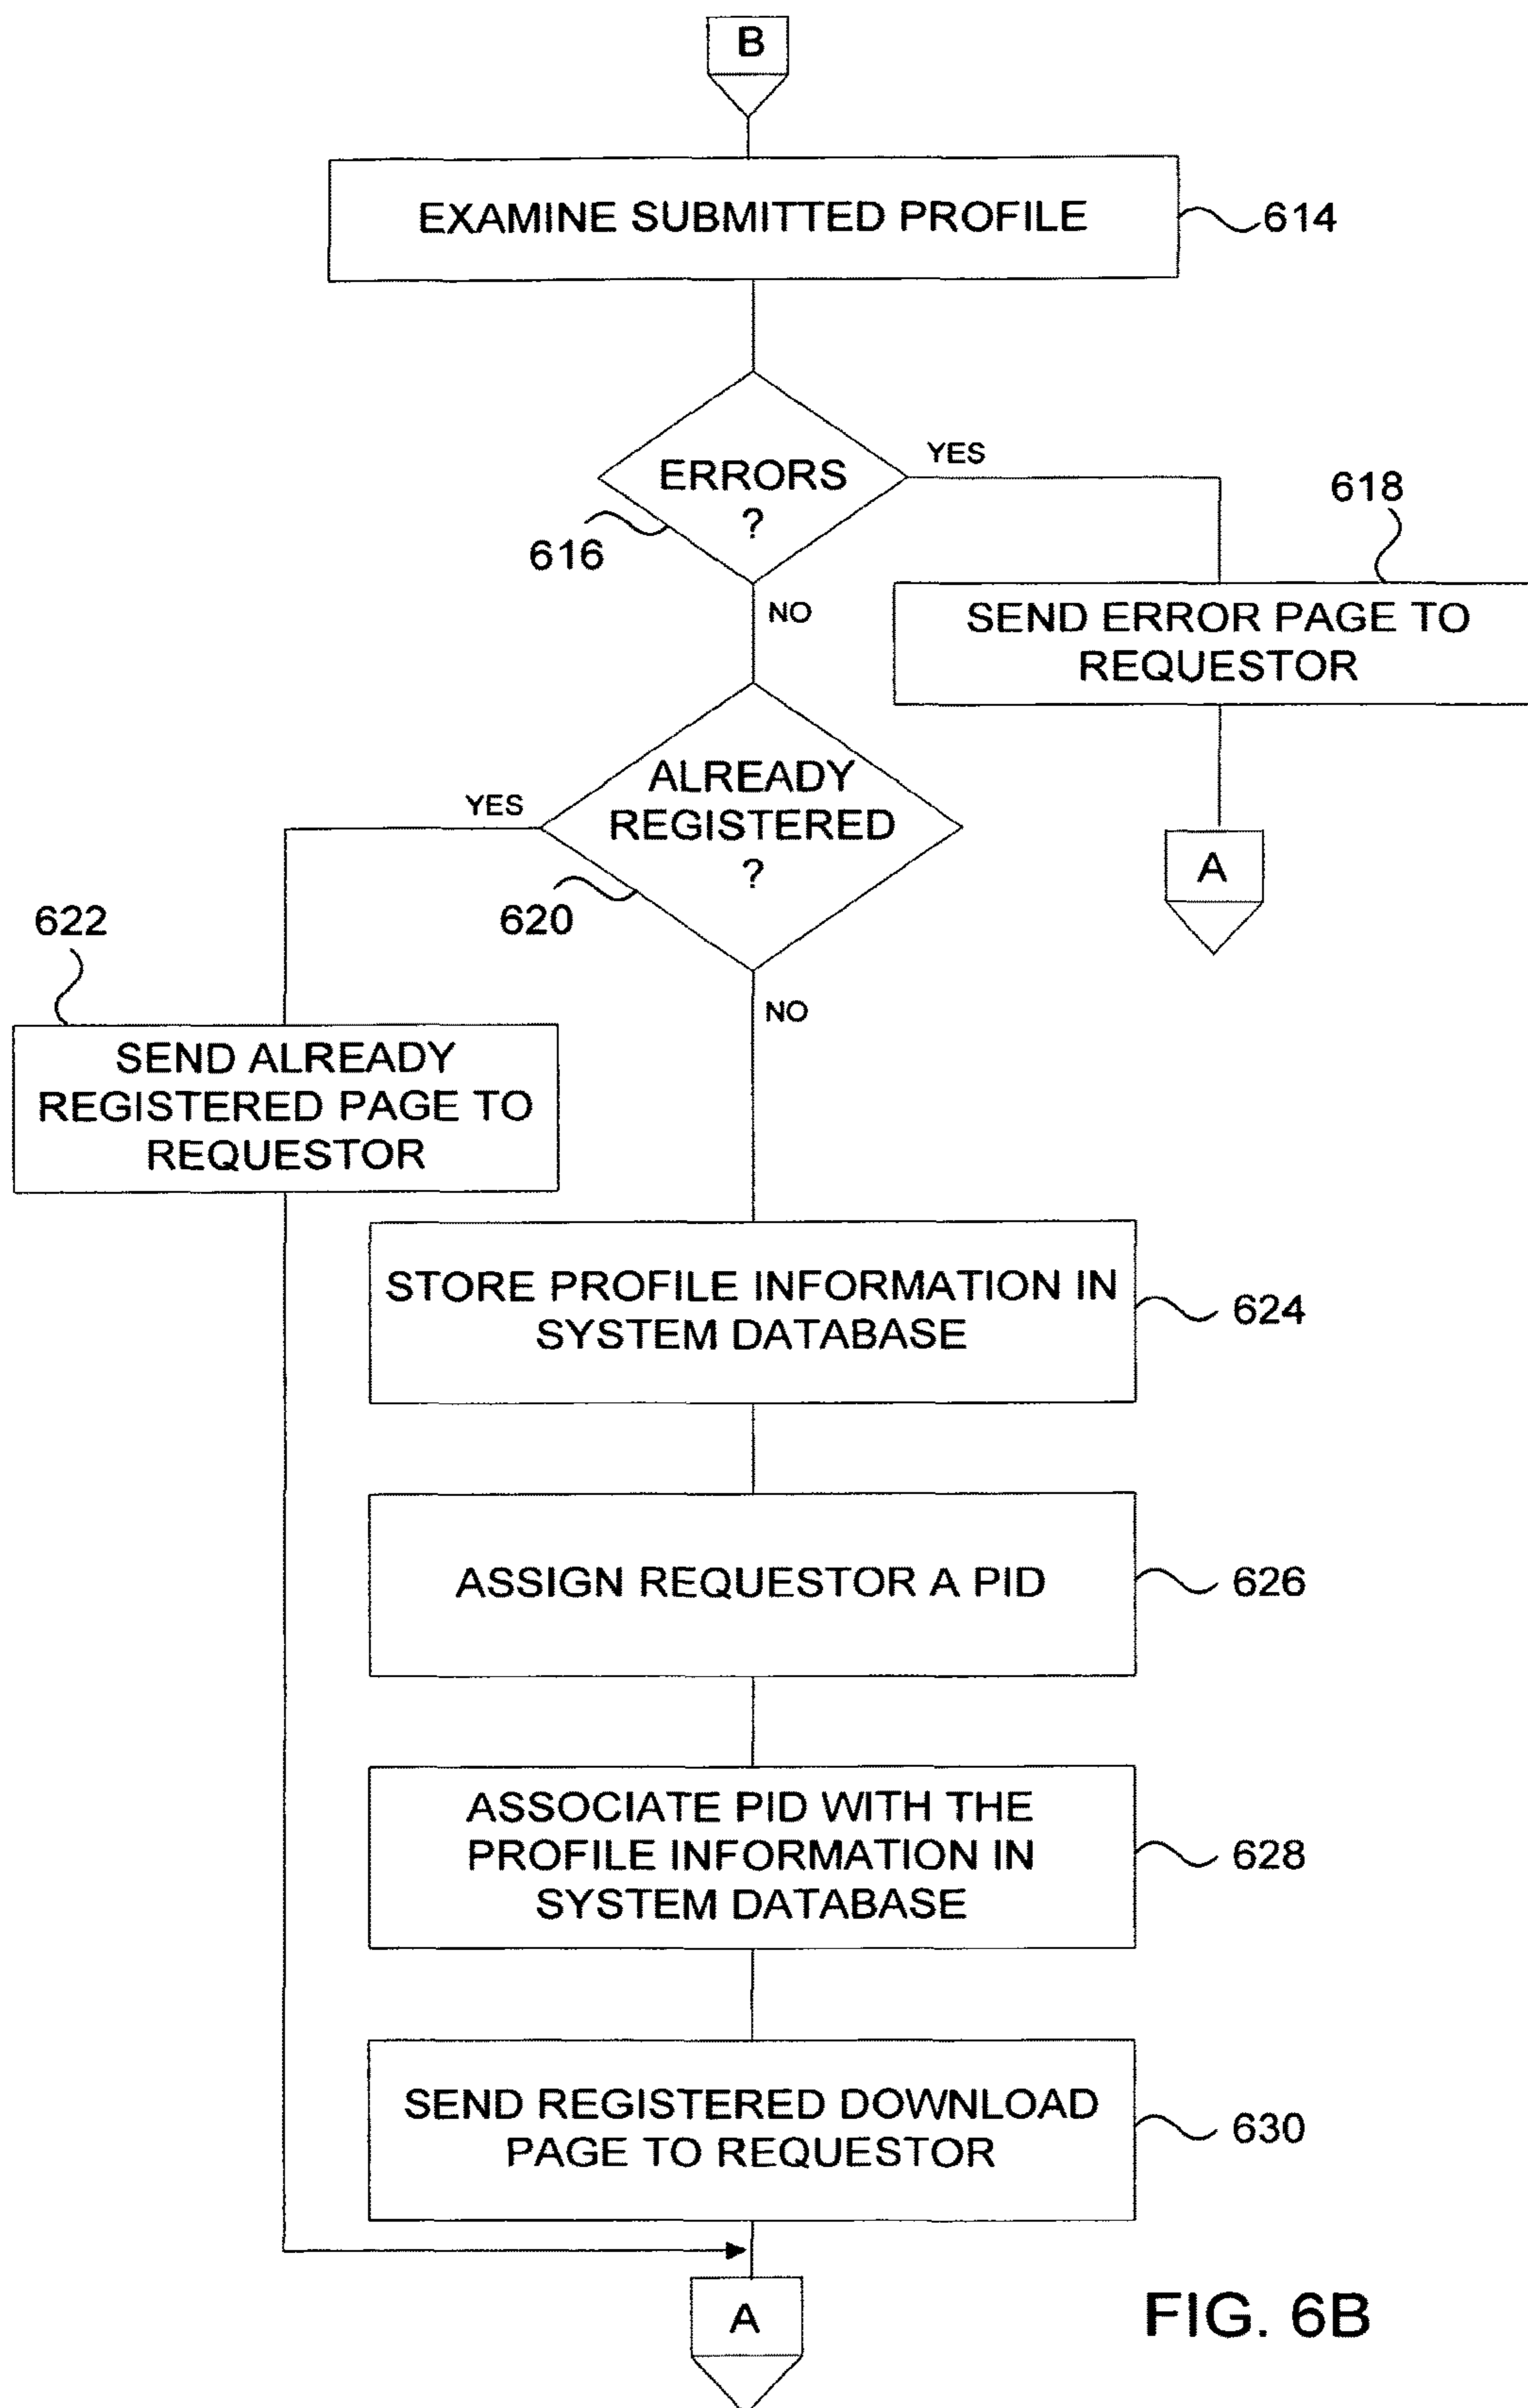 B
EXAMINE SUBMITTED PROFILE
614
ERRORS
?
YES
616
618
NO
SEND ERROR PAGE TO
REQUESTOR
ALREADY
REGISTERED
?
YES
A
622
620
NO
SEND ALREADY
REGISTERED PAGE TO
REQUESTOR
STORE PROFILE INFORMATION IN
SYSTEM DATABASE
624
ASSIGN REQUESTOR A PID
626
ASSOCIATE PID WITH THE
PROFILE INFORMATION IN
SYSTEM DATABASE
628
SEND REGISTERED DOWNLOAD
PAGE TO REQUESTOR
630
A
FIG. 6B